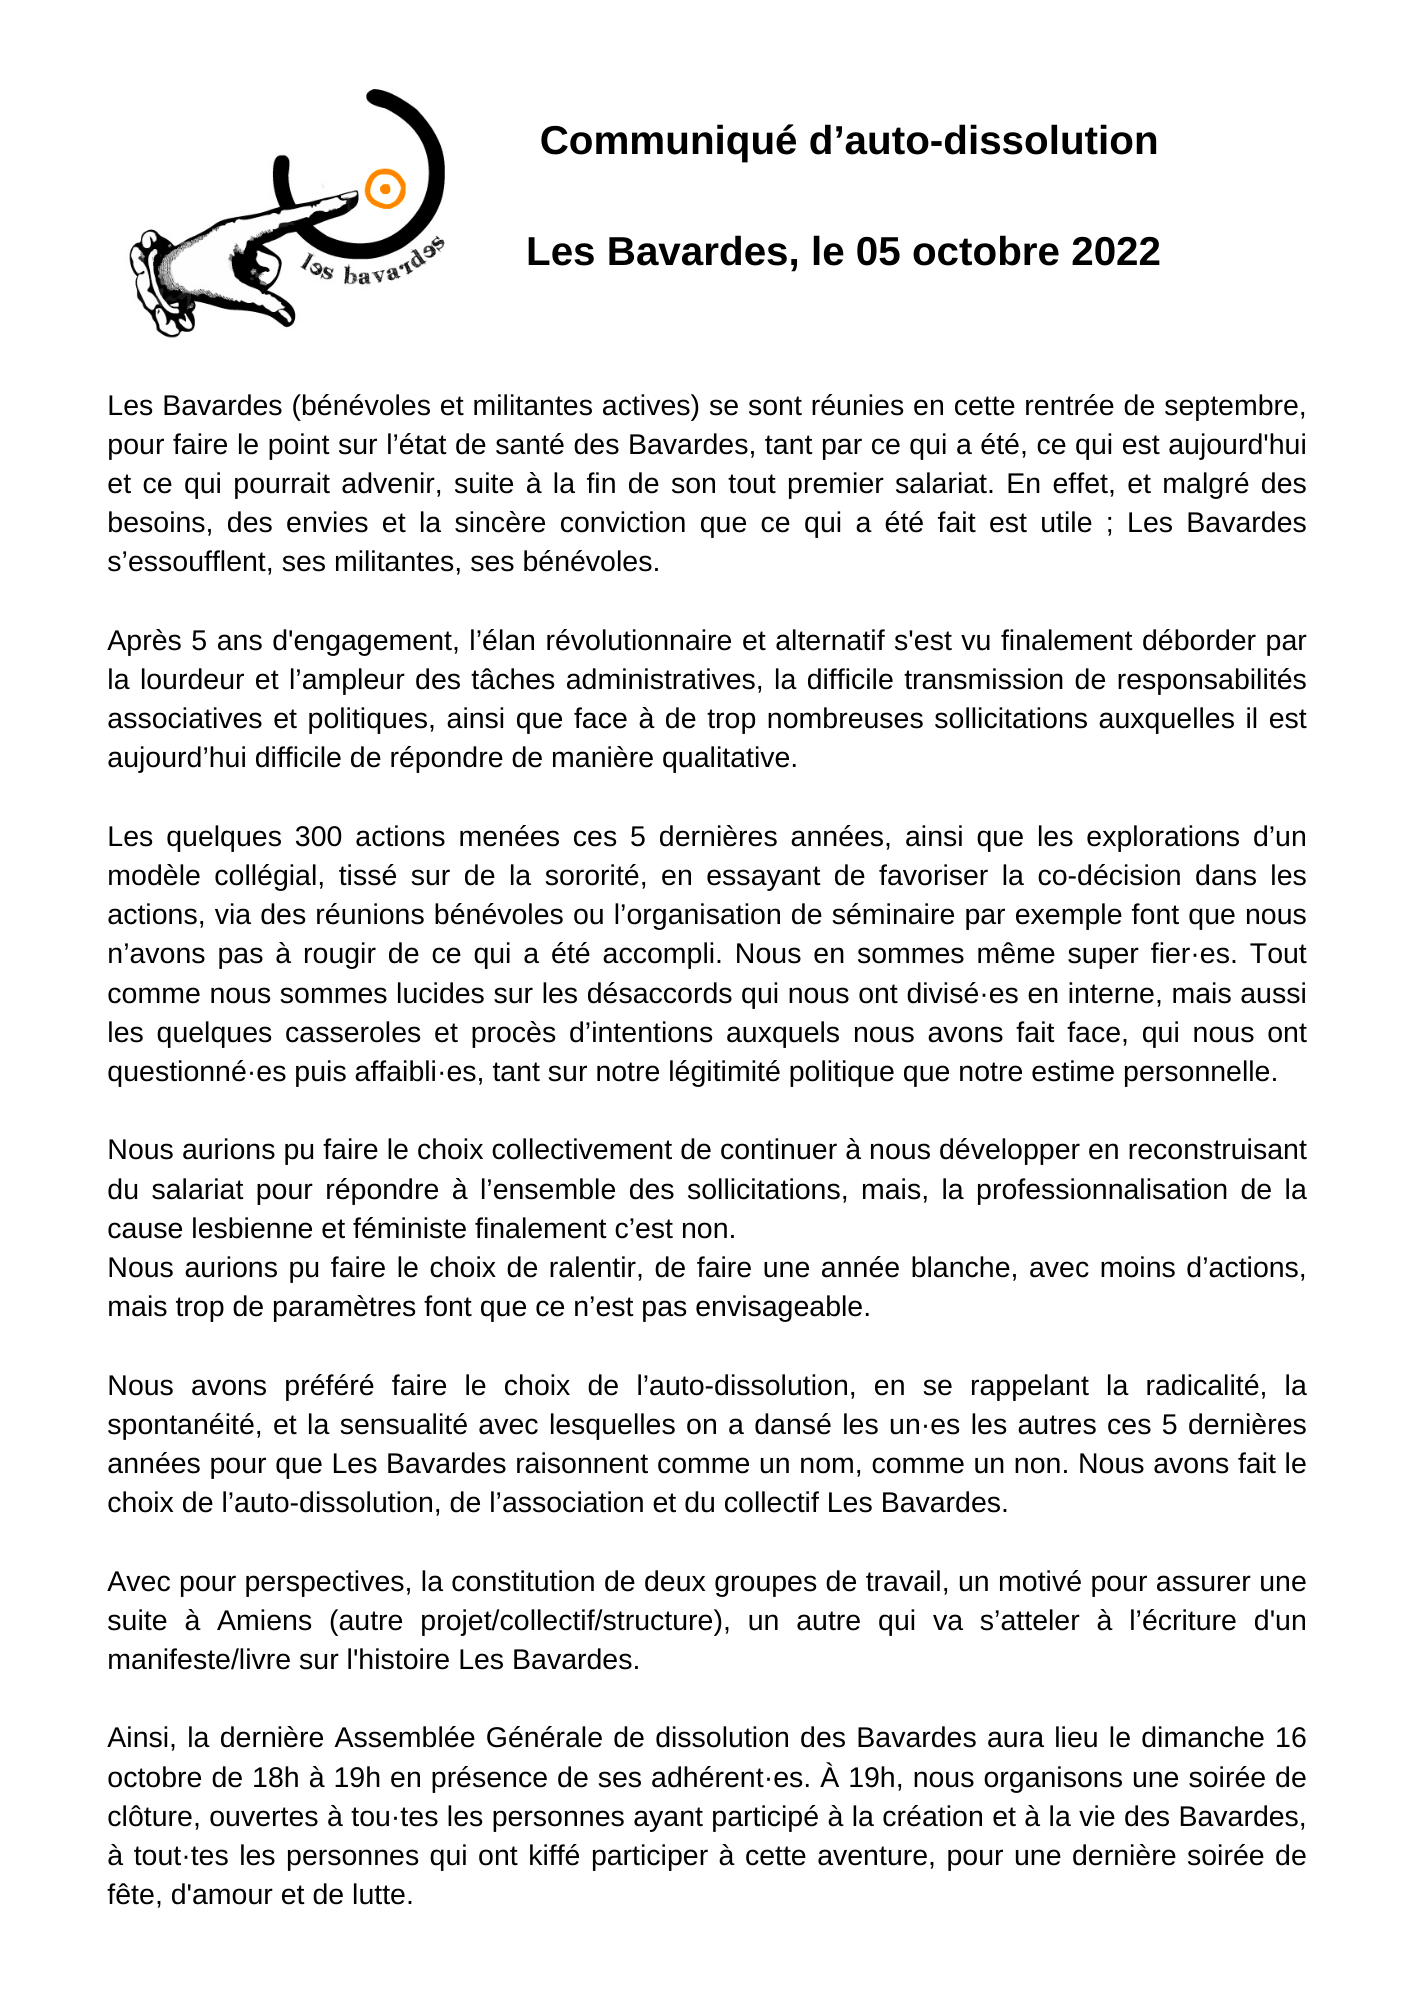 Communiqué d’auto-dissolution
Les Bavardes, le 05 octobre 2022
les bavardes
Les Bavardes (bénévoles et militantes actives) se sont réunies en cette rentrée de septembre,
pour faire le point sur l’état de santé des Bavardes, tant par ce qui a été, ce qui est aujourd'hui
et ce qui pourrait advenir, suite à la fin de son tout premier salariat. En effet, et malgré des
besoins, des envies et la sincère conviction que ce qui a été fait est utile ; Les Bavardes
s’essoufflent, ses militantes, ses bénévoles.
Après 5 ans d'engagement, l’élan révolutionnaire et alternatif s'est vu finalement déborder par
la lourdeur et l’ampleur des tâches administratives, la difficile transmission de responsabilités
associatives et politiques, ainsi que face à de trop nombreuses sollicitations auxquelles il est
aujourd’hui difficile de répondre de manière qualitative.
Les quelques 300 actions menées ces 5 dernières années, ainsi que les explorations d’un
modèle collégial, tissé sur de la sororité, en essayant de favoriser la co-décision dans les
actions, via des réunions bénévoles ou l’organisation de séminaire par exemple font que nous
n’avons pas à rougir de ce qui a été accompli. Nous en sommes même super fier·es. Tout
comme nous sommes lucides sur les désaccords qui nous ont divisé·es en interne, mais aussi
les quelques casseroles et procès d’intentions auxquels nous avons fait face, qui nous ont
questionné·es puis affaibli·es, tant sur notre légitimité politique que notre estime personnelle.
Nous aurions pu faire le choix collectivement de continuer à nous développer en reconstruisant
du salariat pour répondre à l’ensemble des sollicitations, mais, la professionnalisation de la
cause lesbienne et féministe finalement c’est non.
Nous aurions pu faire le choix de ralentir, de faire une année blanche, avec moins d’actions,
mais trop de paramètres font que ce n’est pas envisageable.
Nous avons préféré faire le choix de l’auto-dissolution, en se rappelant la radicalité, la
spontanéité, et la sensualité avec lesquelles on a dansé les un·es les autres ces 5 dernières
années pour que Les Bavardes raisonnent comme un nom, comme un non. Nous avons fait le
choix de l’auto-dissolution, de l’association et du collectif Les Bavardes.
Avec pour perspectives, la constitution de deux groupes de travail, un motivé pour assurer une
suite à Amiens (autre projet/collectif/structure), un autre qui va s’atteler à l’écriture d'un
manifeste/livre sur l'histoire Les Bavardes.
Ainsi, la dernière Assemblée Générale de dissolution des Bavardes aura lieu le dimanche 16
octobre de 18h à 19h en présence de ses adhérent·es. À 19h, nous organisons une soirée de
clôture, ouvertes à tou·tes les personnes ayant participé à la création et à la vie des Bavardes,
à tout·tes les personnes qui ont kiffé participer à cette aventure, pour une dernière soirée de
fête, d'amour et de lutte.